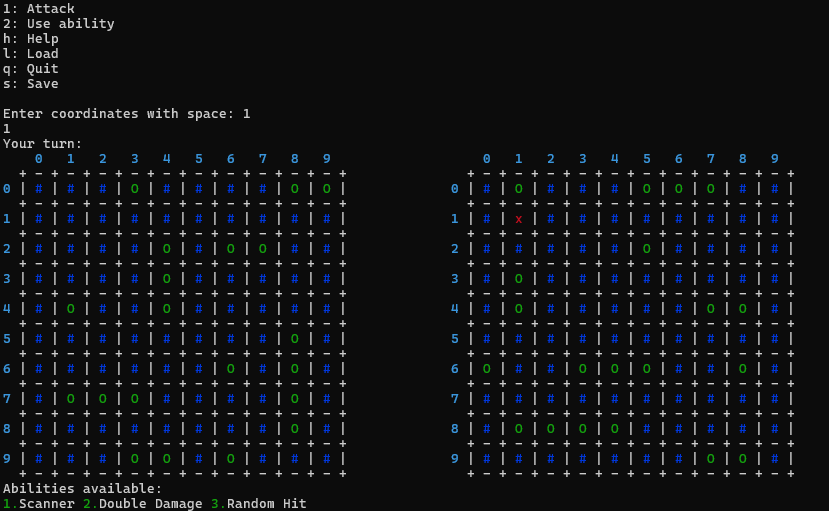 1: Attack
2: Use ability
h: Help
l: Load
q: Quit
s: Save
Enter coordinates with space: 1
1
Your turn:
0 1 2 3 4 5 6 7 8 9 0 1 2 3 4 5 6 7 8 9
+ - + - + - + - + - + - + - + - + - + - + + - + - + - + - + - + - + - + - + - + - +
0 | # | # | # | O | # | # | # | # | O | O | 0 | # | O | # | # | # | O | O | O | # | # |
+ - + - + - + - + - + - + - + - + - + - + + - + - + - + - + - + - + - + - + - + - +
1 | # | # | # | # | # | # | # | # | # | # | 1 | # | x | # | # | # | # | # | # | # | # |
+ - + - + - + - + - + - + - + - + - + - + + - + - + - + - + - + - + - + - + - + - +
2 | # | # | # | # | O | # | O | O | # | # | 2 | # | # | # | # | # | O | # | # | # | # |
+ - + - + - + - + - + - + - + - + - + - + + - + - + - + - + - + - + - + - + - + - +
3 | # | # | # | # | O | # | # | # | # | # | 3 | # | O | # | # | # | # | # | # | # | # |
+ - + - + - + - + - + - + - + - + - + - + + - + - + - + - + - + - + - + - + - + - +
4 | # | O | # | # | O | # | # | # | # | # | 4 | # | O | # | # | # | # | # | O | O | # |
+ - + - + - + - + - + - + - + - + - + - + + - + - + - + - + - + - + - + - + - + - +
5 | # | # | # | # | # | # | # | # | O | # | 5 | # | # | # | # | # | # | # | # | # | # |
+ - + - + - + - + - + - + - + - + - + - + + - + - + - + - + - + - + - + - + - + - +
6 | # | # | # | # | # | # | O | # | O | # | 6 | O | # | # | O | O | O | # | # | O | # |
+ - + - + - + - + - + - + - + - + - + - + + - + - + - + - + - + - + - + - + - + - +
7 | # | O | O | O | # | # | # | # | O | # | 7 | # | # | # | # | # | # | # | # | # | # |
+ - + - + - + - + - + - + - + - + - + - + + - + - + - + - + - + - + - + - + - + - +
8 | # | # | # | # | # | # | # | # | O | # | 8 | # | O | O | O | O | # | # | # | # | # |
+ - + - + - + - + - + - + - + - + - + - + + - + - + - + - + - + - + - + - + - + - +
9 | # | # | # | O | O | # | O | # | # | # | 9 | # | # | # | # | # | # | # | O | O | # |
+ - + - + - + - + - + - + - + - + - + - + + - + - + - + - + - + - + - + - + - + - +
Abilities available:
1.Scanner 2.Double Damage 3.Random Hit